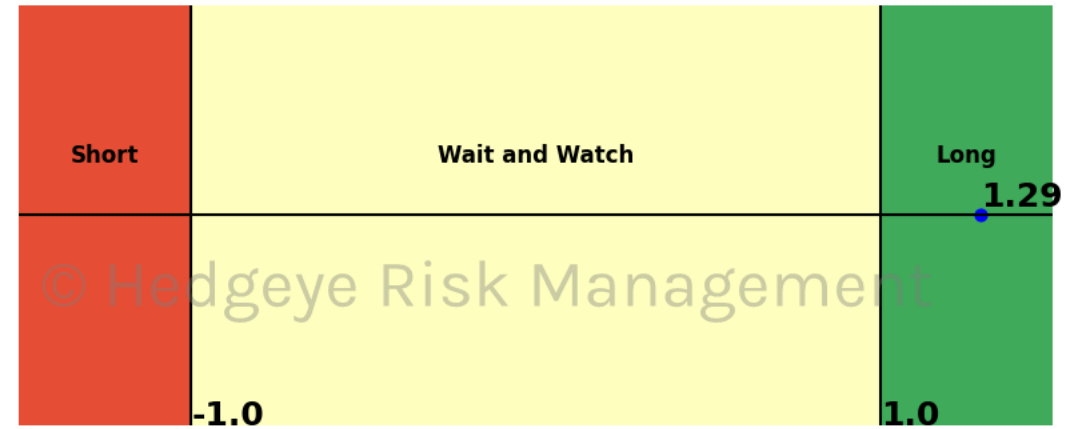 Short
Wait and Watch
Long
1.29
© Hedgeye Risk Management
-1.0
1.0